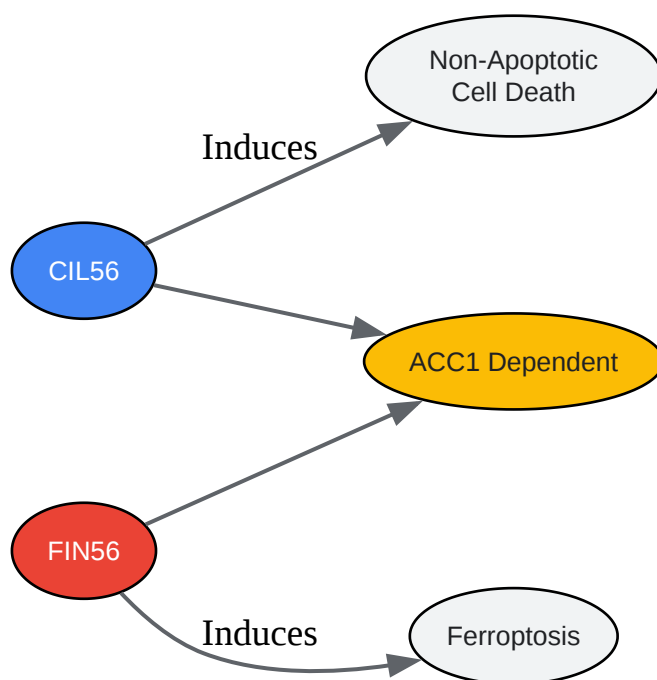 Non-Apoptotic
Cell Death
Induces
CIL56
ACC1 Dependent
FIN56
Induces
Ferroptosis